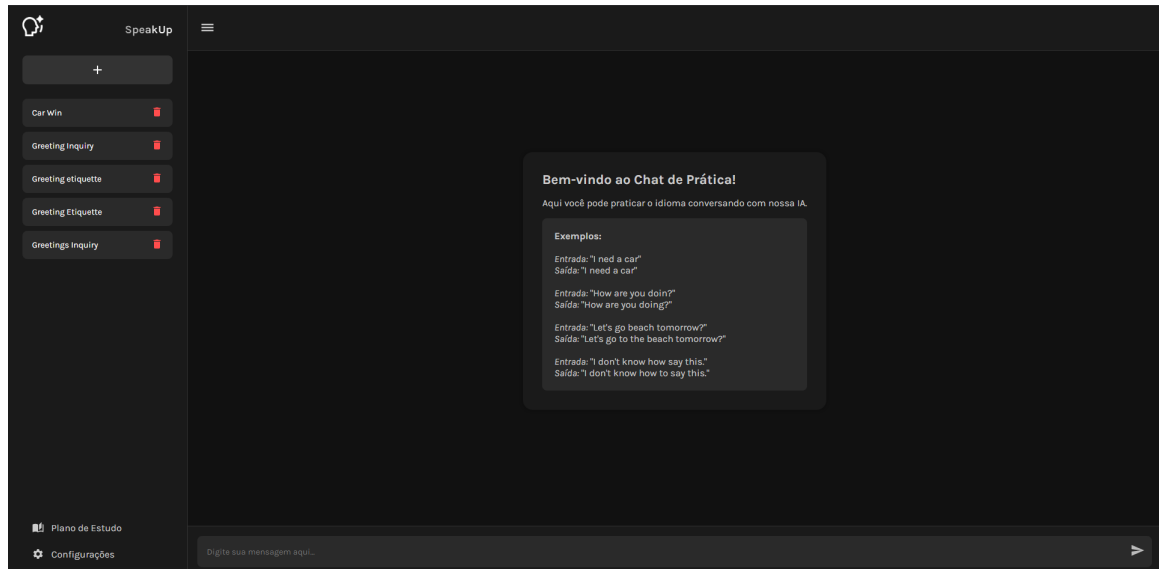 SpeakUp
+
Car Win
Greeting Inquiry
Greeting etiquette
Greeting Etiquette
Greetings Inquiry
Plano de Estudo
Configurações
Bem-vindo ao Chat de Prática!
Aqui você pode praticar o idioma conversando com nossa IA.
Exemplos:
Entrada: "I ned a car"
Saída: "I need a car"
Entrada: "How are you doin?"
Saída: "How are you doing?"
Entrada: "Let's go beach tomorrow?"
Saída: "Let's go to the beach tomorrow?"
Entrada: "I don't know how say this."
Saída: "I don't know how to say this."
Digite sua mensagem aqui...